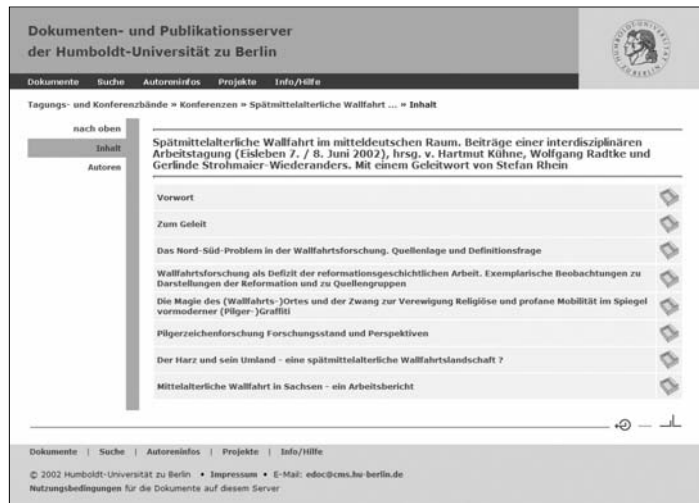 Dokumenten- und Publikationsserver
der Humboldt-Universität zu Berlin
Dokumente Suche Autoreninfos Projekte Info/Hilfe
Tagungs- und Konferenzbände » Konferenzen » Spätmittelalterliche Wallfahrt ... » Inhalt
nach oben
Inhalt
Autoren
Spätmittelalterliche Wallfahrt im mitteldeutschen Raum. Beiträge einer interdisziplinären
Arbeitstagung (Eisleben 7. / 8. Juni 2002), hrsg. v. Hartmut Kühne, Wolfgang Radtke und
Gerlinde Strohmaier-Wiederanders. Mit einem Geleitwort von Stefan Rhein
Vorwort
Zum Geleit
Das Nord-Süd-Problem in der Wallfahrtsforschung. Quellenlage und Definitionsfrage
Wallfahrtsforschung als Defizit der reformationsgeschichtlichen Arbeit. Exemplarische Beobachtungen zu
Darstellungen der Reformation und zu Quellengruppen
Die Magie des (Wallfahrts-)Ortes und der Zwang zur Verewigung Religiöse und profane Mobilität im Spiegel
vormoderner (Pilger-)Graffiti
Pilgerzeichenforschung Forschungsstand und Perspektiven
Der Harz und sein Umland - eine spätmittelalterliche Wallfahrtslandschaft ?
Mittelalterliche Wallfahrt in Sachsen - ein Arbeitsbericht
Dokumente | Suche | Autoreninfos | Projekte | Info/Hilfe
© 2002 Humboldt-Universität zu Berlin • Impressum • E-Mail: edoc@cms.hu-berlin.de
Nutzungsbedingungen für die Dokumente auf diesem Server